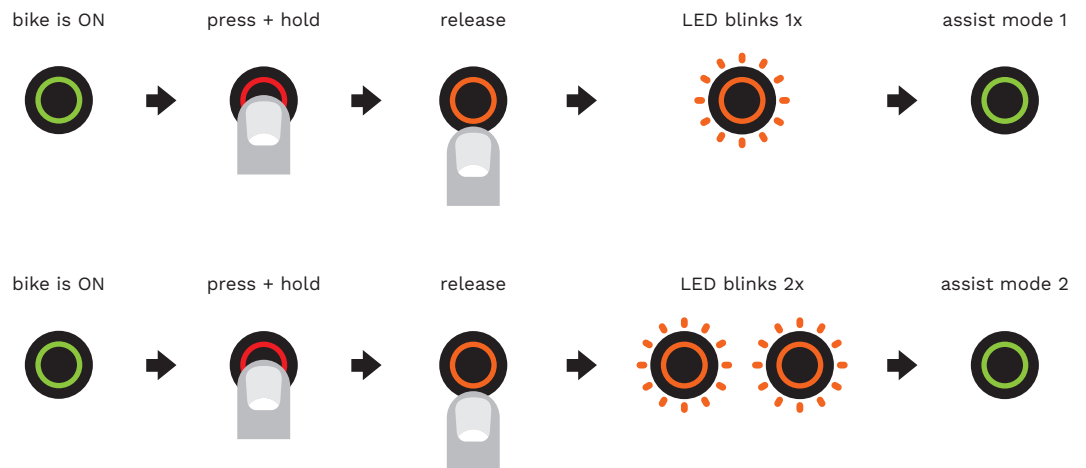 bike is ON press + hold release LED blinks 1x assist mode 1
bike is ON press + hold release LED blinks 2x assist mode 2